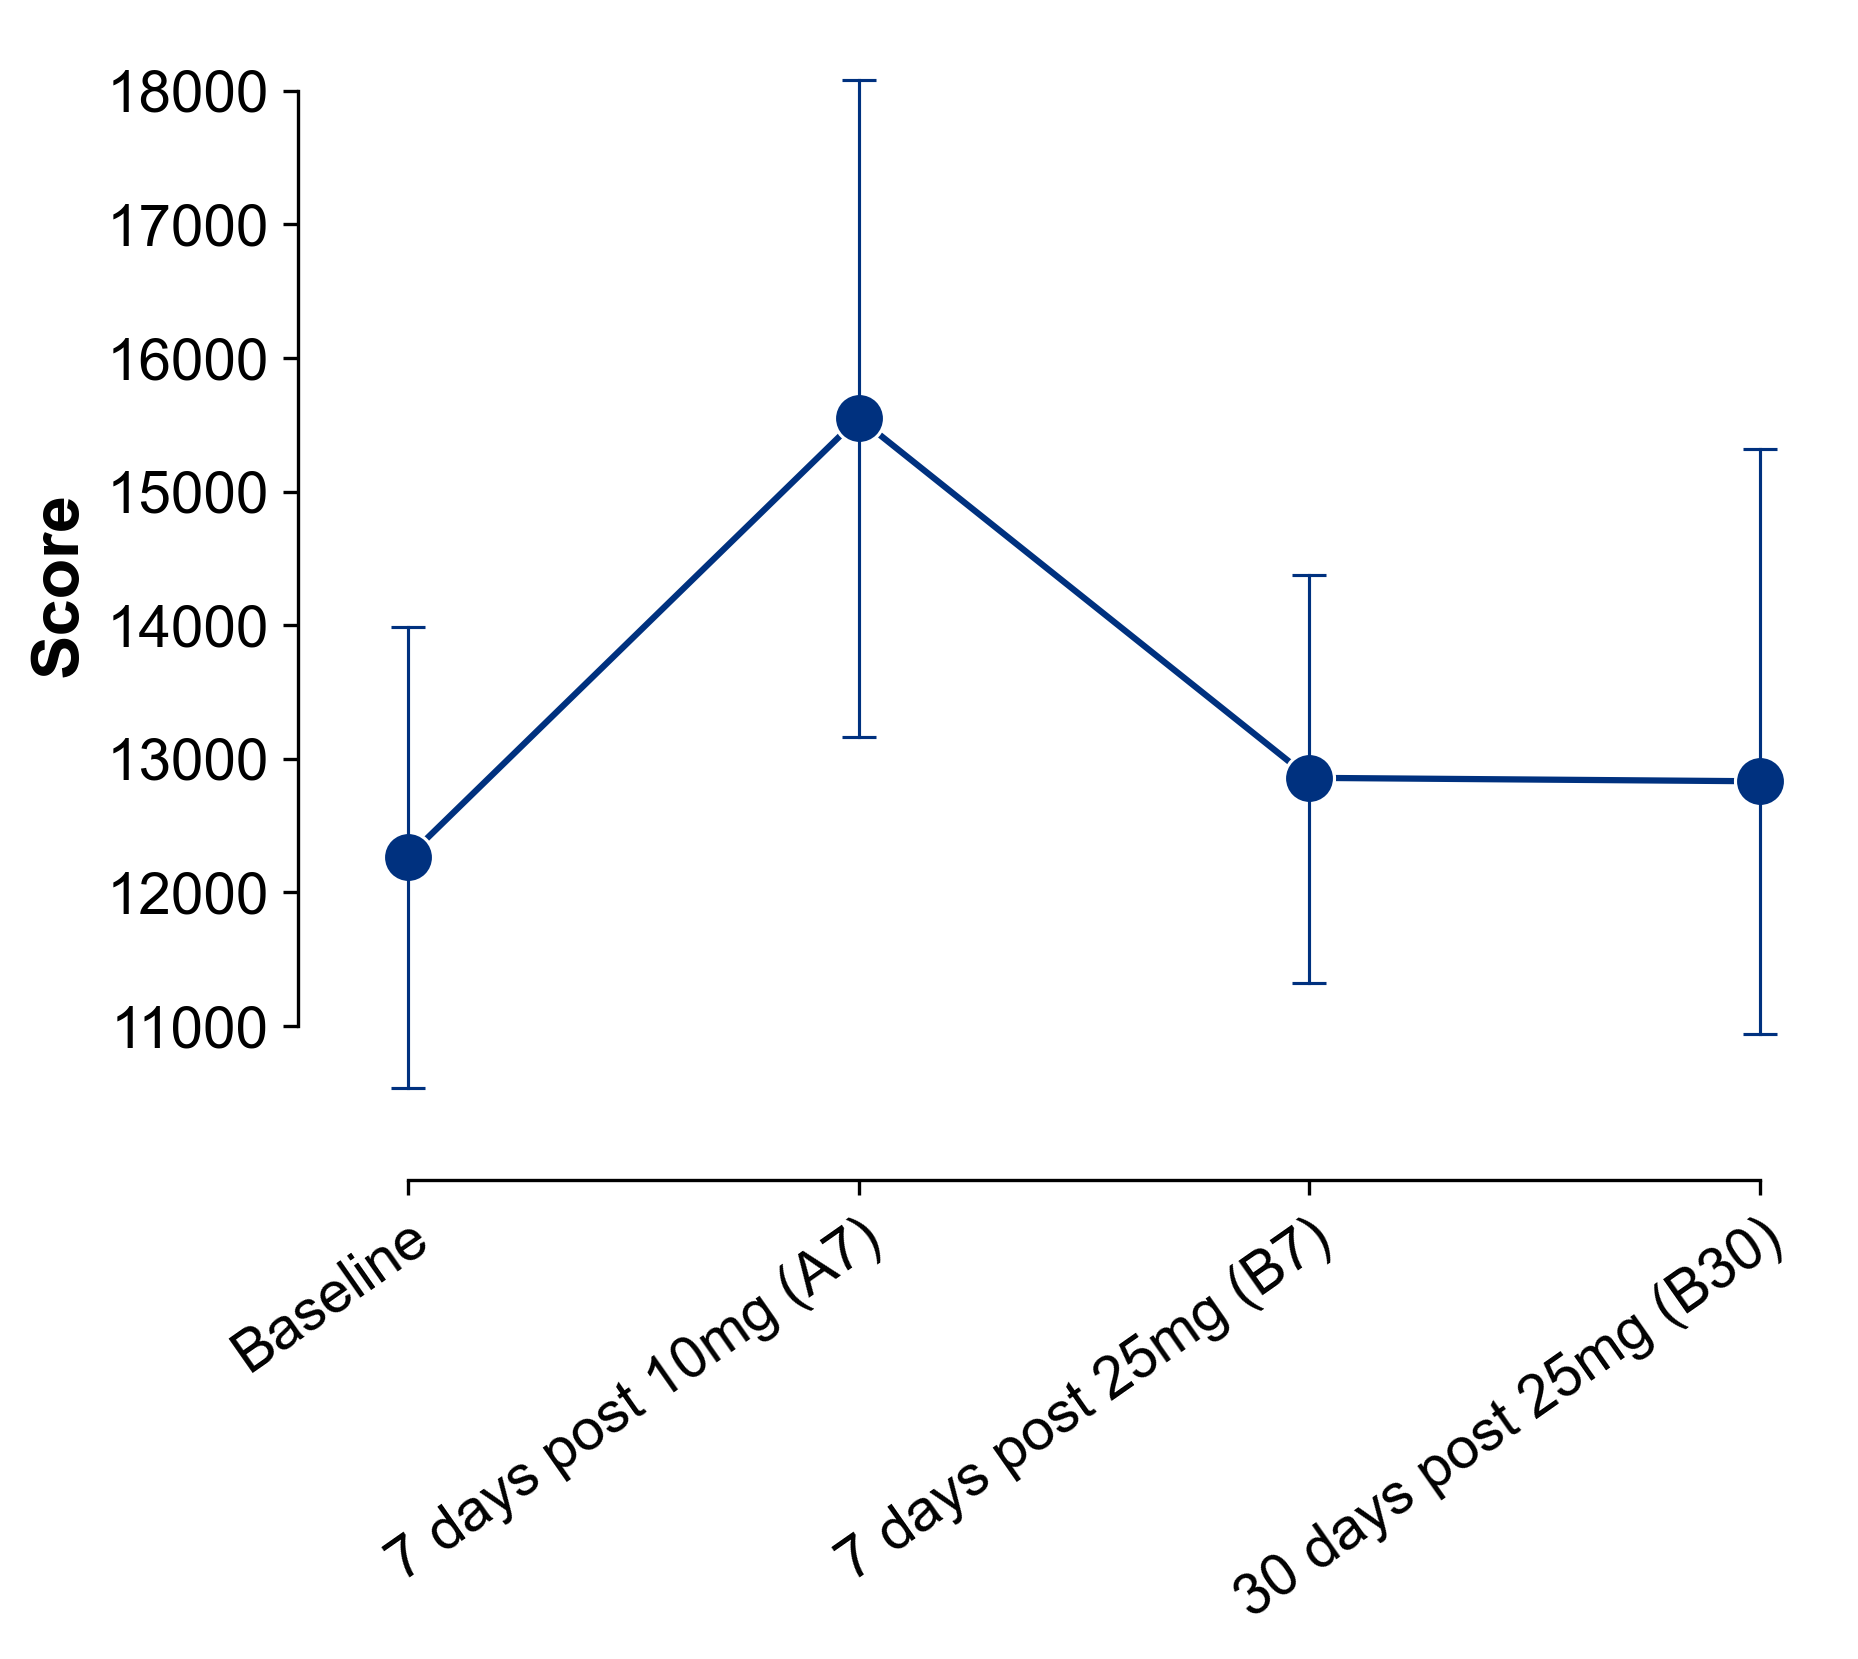 18000
17000
16000
15000
14000
13000
12000
11000
Score
Baseline
7 days post 10mg (A7)
7 days post 25mg (B7)
30 days post 25mg (B30)